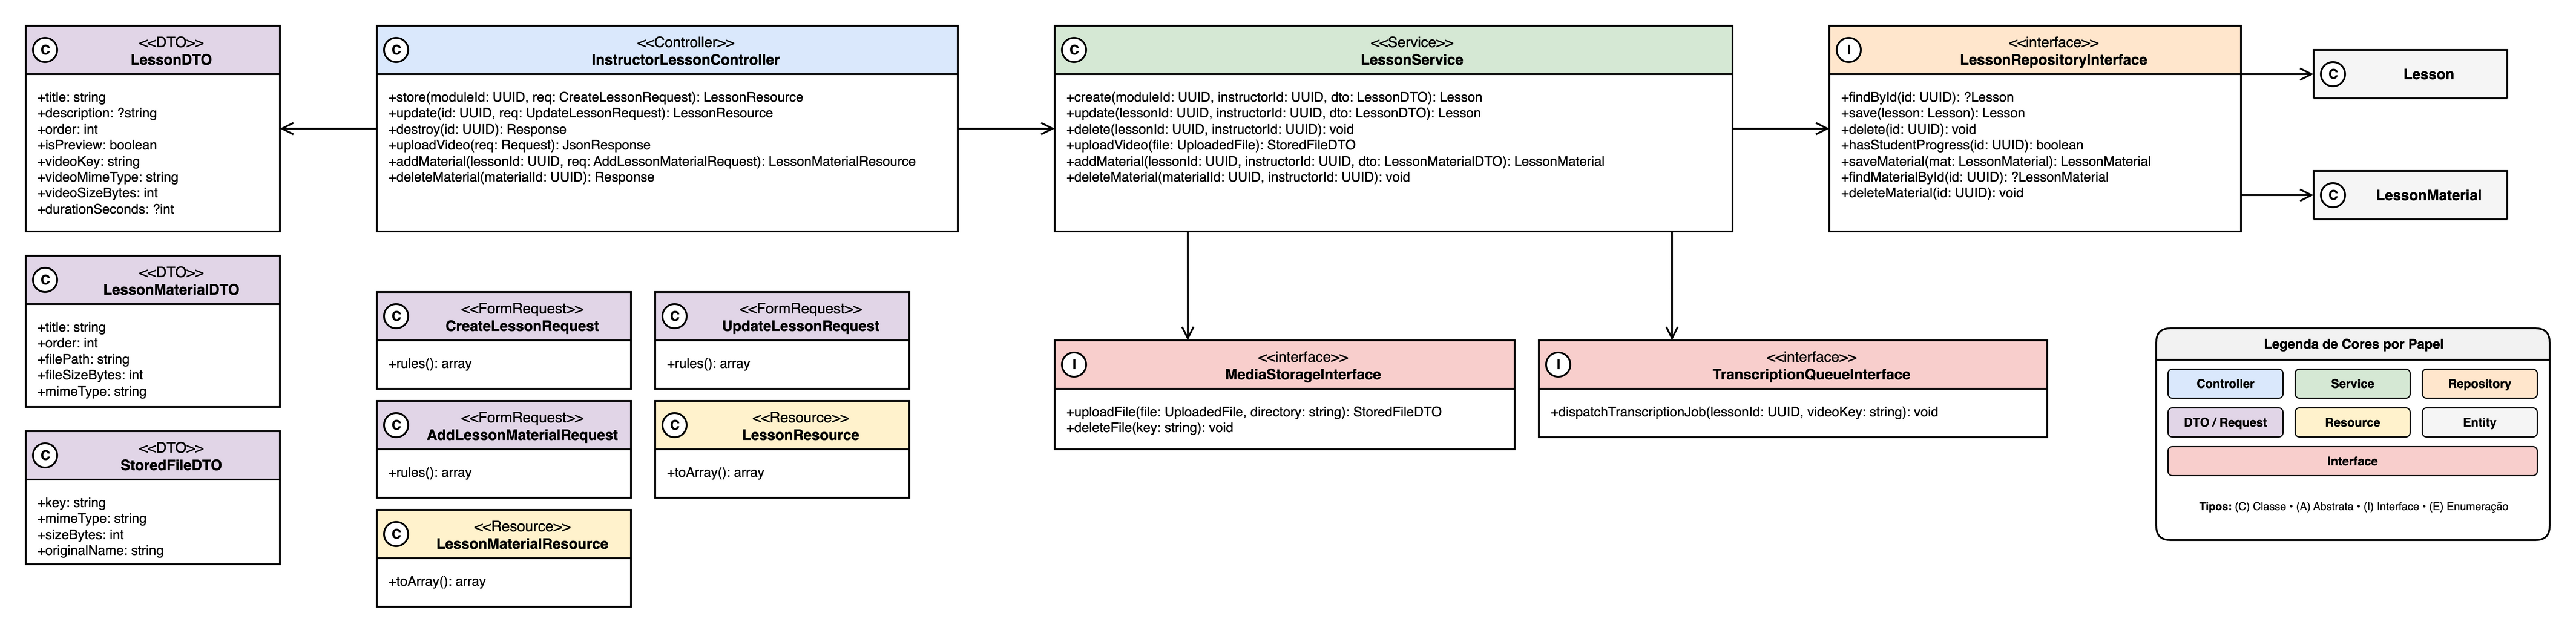 C
<<DTO>>
LessonDTO
+title: string
+description: ?string
+order: int
+isPreview: boolean
+videoKey: string
+videoMimeType: string
+videoSizeBytes: int
+durationSeconds: ?int
C
<<DTO>>
LessonMaterialDTO
+title: string
+order: int
+filePath: string
+fileSizeBytes: int
+mimeType: string
C
<<DTO>>
StoredFileDTO
+key: string
+mimeType: string
+sizeBytes: int
+originalName: string
C
<<Controller>>
InstructorLessonController
+store(moduleId: UUID, req: CreateLessonRequest): LessonResource
+update(id: UUID, req: UpdateLessonRequest): LessonResource
+destroy(id: UUID): Response
+uploadVideo(req: Request): JsonResponse
+addMaterial(lessonId: UUID, req: AddLessonMaterialRequest): LessonMaterialResource
+deleteMaterial(materialId: UUID): Response
C
<<FormRequest>>
CreateLessonRequest
+rules(): array
C
<<FormRequest>>
UpdateLessonRequest
+rules(): array
C
<<FormRequest>>
AddLessonMaterialRequest
+rules(): array
C
<<Resource>>
LessonResource
+toArray(): array
C
<<Resource>>
LessonMaterialResource
+toArray(): array
C
<<Service>>
LessonService
+create(moduleId: UUID, instructorId: UUID, dto: LessonDTO): Lesson
+update(lessonId: UUID, instructorId: UUID, dto: LessonDTO): Lesson
+delete(lessonId: UUID, instructorId: UUID): void
+uploadVideo(file: UploadedFile): StoredFileDTO
+addMaterial(lessonId: UUID, instructorId: UUID, dto: LessonMaterialDTO): LessonMaterial
+deleteMaterial(materialId: UUID, instructorId: UUID): void
I
<<interface>>
MediaStorageInterface
+uploadFile(file: UploadedFile, directory: string): StoredFileDTO
+deleteFile(key: string): void
I
<<interface>>
TranscriptionQueueInterface
+dispatchTranscriptionJob(lessonId: UUID, videoKey: string): void
I
<<interface>>
LessonRepositoryInterface
+findById(id: UUID): ?Lesson
+save(lesson: Lesson): Lesson
+delete(id: UUID): void
+hasStudentProgress(id: UUID): boolean
+saveMaterial(mat: LessonMaterial): LessonMaterial
+findMaterialById(id: UUID): ?LessonMaterial
+deleteMaterial(id: UUID): void
C
Lesson
C
LessonMaterial
Legenda de Cores por Papel
Controller
Service
Repository
DTO / Request
Resource
Entity
Interface
Tipos: (C) Classe • (A) Abstrata • (I) Interface • (E) Enumeração